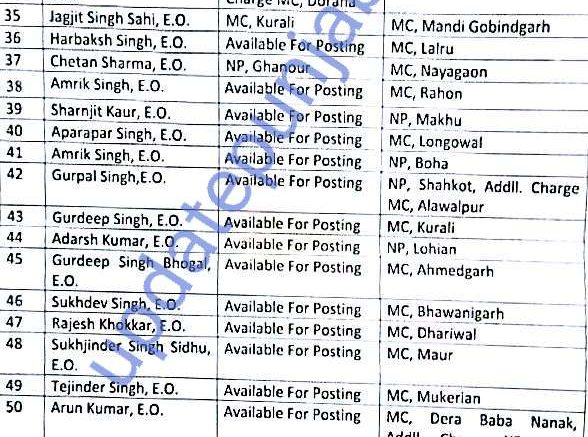 Charge MC, Doraha
35 Jagjit Singh Sahi, E.O. MC, Kurali MC, Mandi Gobindgarh
36 Harbaksh Singh, E.O. Available For Posting MC, Lalru
37 Chetan Sharma, E.O. NP, Ghanour MC, Nayagaon
38 Amrik Singh, E.O. Available For Posting MC, Rahon
39 Sharnjit Kaur, E.O. Available For Posting NP, Makhu
40 Aparapar Singh, E.O. Available For Posting MC, Longowal
41 Amrik Singh, E.O. Available For Posting NP, Boha
42 Gurpal Singh,E.O. Available For Posting NP, Shahkot, Addll. Charge
MC, Alawalpur
43 Gurdeep Singh, E.O. Available For Posting MC, Kurali
44 Adarsh Kumar, E.O. Available For Posting NP, Lohian
45 Gurdeep Singh Bhogal, Available For Posting MC, Ahmedgarh
E.O.
46 Sukhdev Singh, E.O. Available For Posting MC, Bhawanigarh
47 Rajesh Khokkar, E.O. Available For Posting MC, Dhariwal
48 Sukhjinder Singh Sidhu, Available For Posting MC, Maur
E.O.
49 Tejinder Singh, E.O. Available For Posting MC, Mukerian
50 Arun Kumar, E.O. Available For Posting MC, Dera Baba Nanak,
updatepunjab